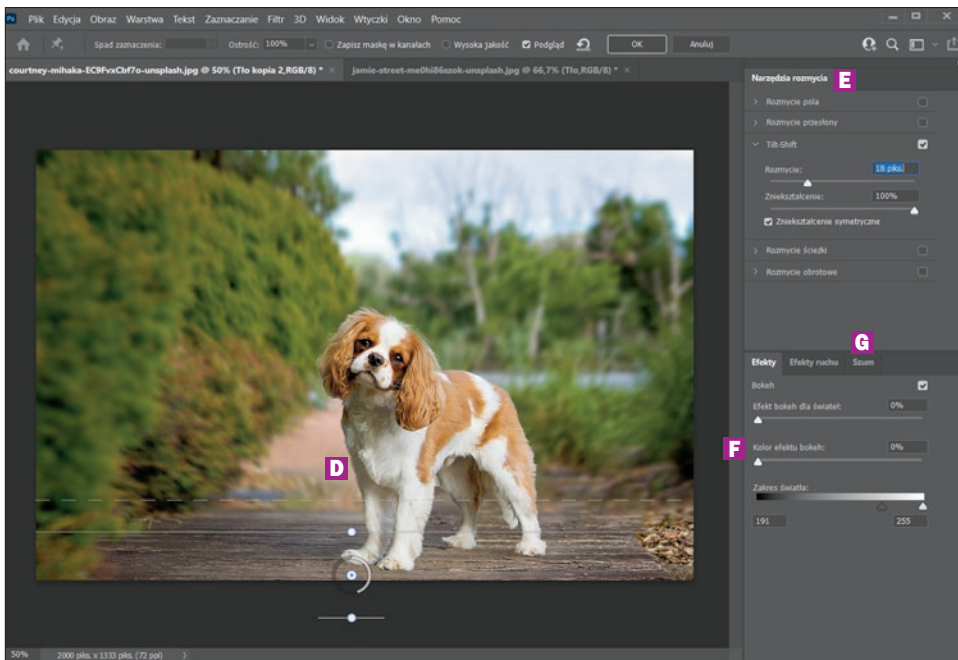 Ps Plik Edycja Obraz Warstwa Tekst Zaznaczanie Filtr 3D Widok Wtyczki Okno Pomoc
Spad zaznaczenia: Ostrość: 100% Zapisz maskę w kanałach Wysoka jakość Podgląd OK Anuluj
courtney-mihaka-EC9FvxCbf7o-unsplash.jpg @ 50% (Tło kopia 2,RGB/8) * × jamie-street-me0hi86szok-unsplash.jpg @ 66,7% (Tło,RGB/8) * ×
Narzędzia rozmycia E
Rozmycie pola
Rozmycie przesłony
Tilt-Shift
Rozmycie: 18 piks.
Zniekształcenie: 100%
Zniekształcenie symetryczne
Rozmycie ścieżki
Rozmycie obrotowe
G
Efekty Efekty ruchu Szum
Bokeh
Efekt bokeh dla świateł: 0%
F Kolor efektu bokeh: 0%
D
Zakres światła:
191 255
50% 2000 piks. x 1333 piks. (72 ppi)